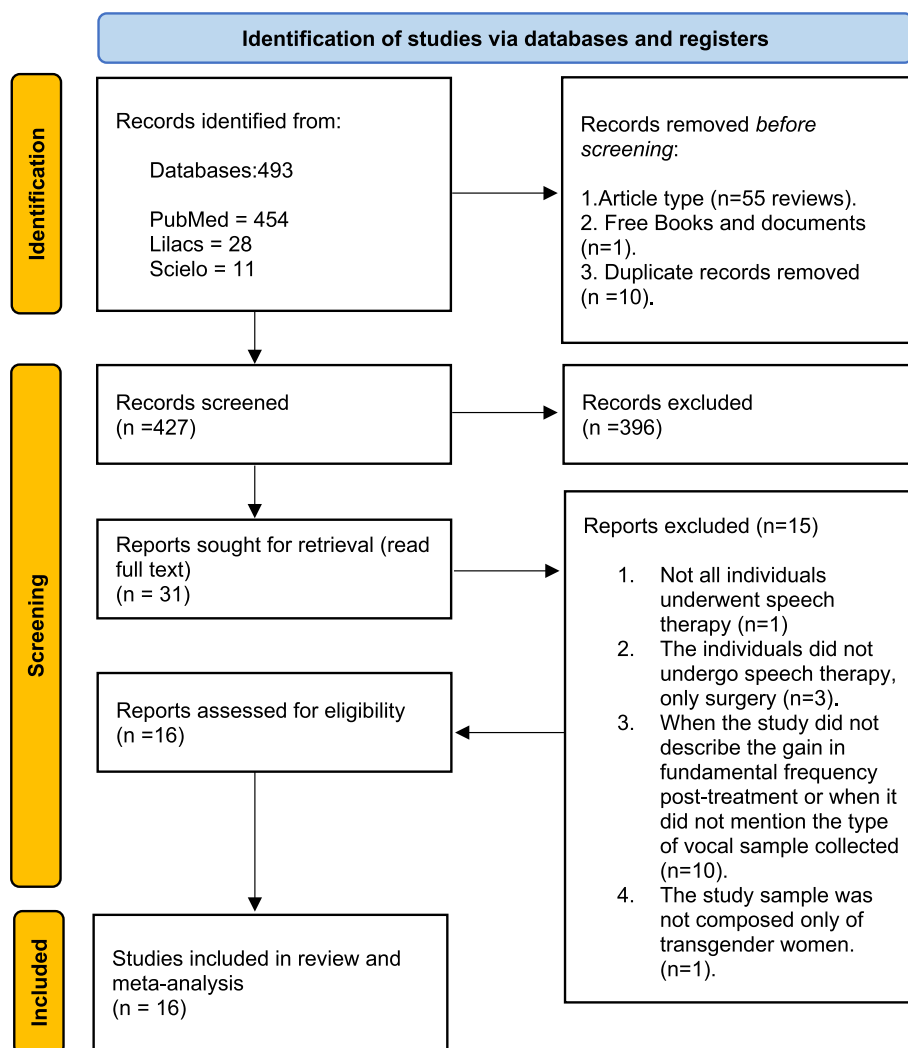 Identification of studies via databases and registers
Identification
Records identified from:
Databases:493
PubMed = 454
Lilacs = 28
Scielo = 11
Records removed before
screening:
1.Article type (n=55 reviews).
2. Free Books and documents
(n=1).
3. Duplicate records removed
(n =10).
Screening
Records screened
(n =427)
Records excluded
(n =396)
Reports sought for retrieval (read
full text)
(n = 31)
Reports excluded (n=15)
1. Not all individuals
underwent speech
therapy (n=1)
2. The individuals did not
undergo speech therapy,
only surgery (n=3).
3. When the study did not
describe the gain in
fundamental frequency
post-treatment or when it
did not mention the type
of vocal sample collected
(n=10).
4. The study sample was
not composed only of
transgender women.
(n=1).
Reports assessed for eligibility
(n =16)
Included
Studies included in review and
meta-analysis
(n = 16)